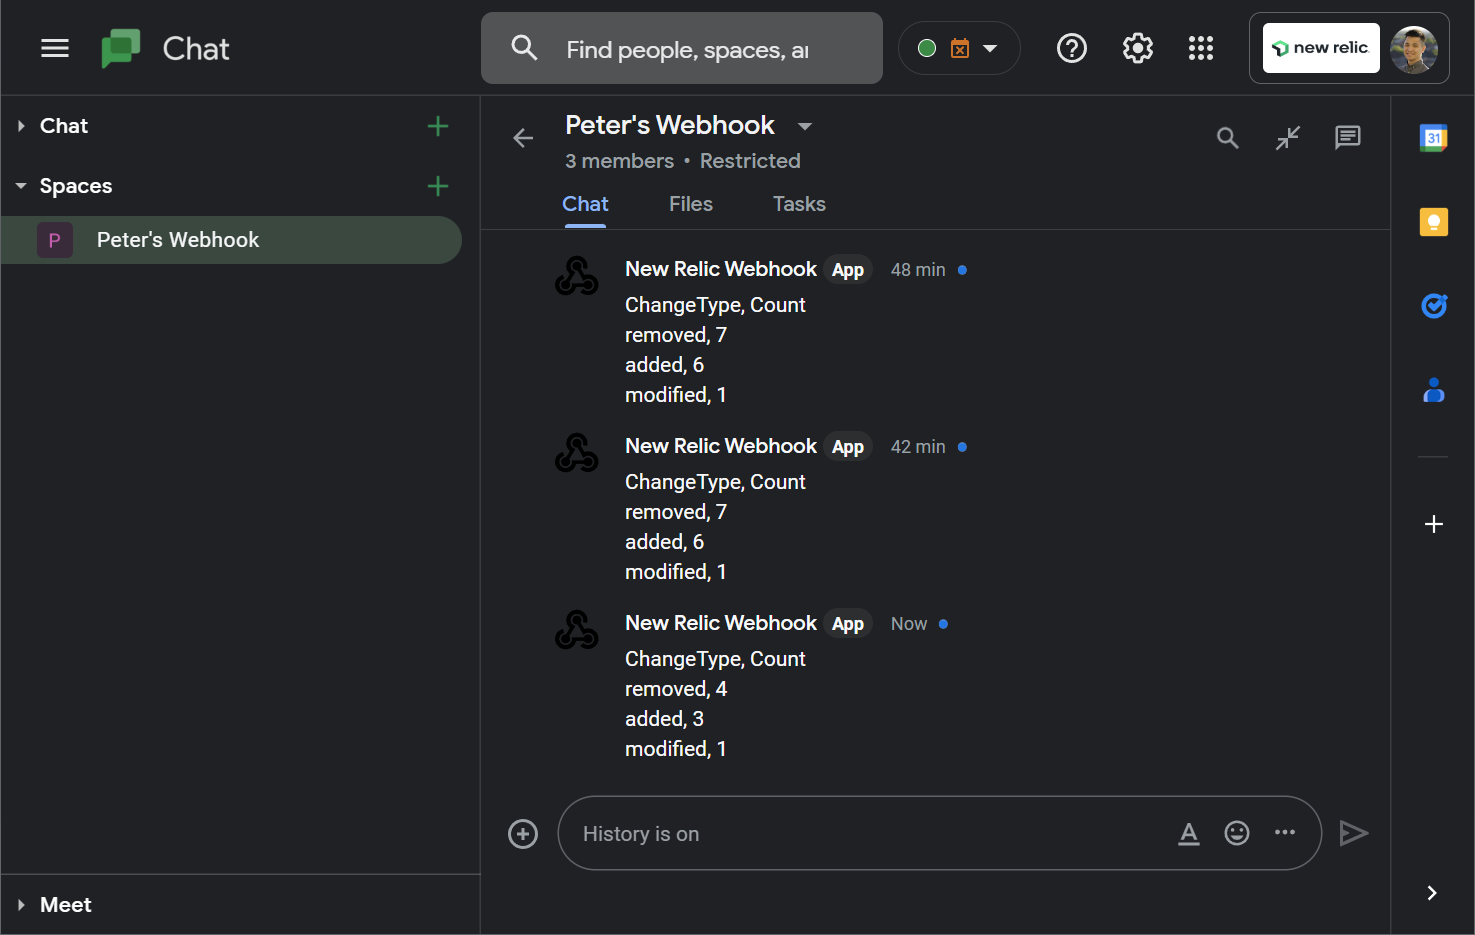 Chat
Find people, spaces, ar
new relic.
Chat
Spaces
P Peter's Webhook
Meet
Peter's Webhook
3 members • Restricted
Chat Files Tasks
New Relic Webhook App 48 min
ChangeType, Count
removed, 7
added, 6
modified, 1
New Relic Webhook App 42 min
ChangeType, Count
removed, 7
added, 6
modified, 1
New Relic Webhook App Now
ChangeType, Count
removed, 4
added, 3
modified, 1
History is on
31